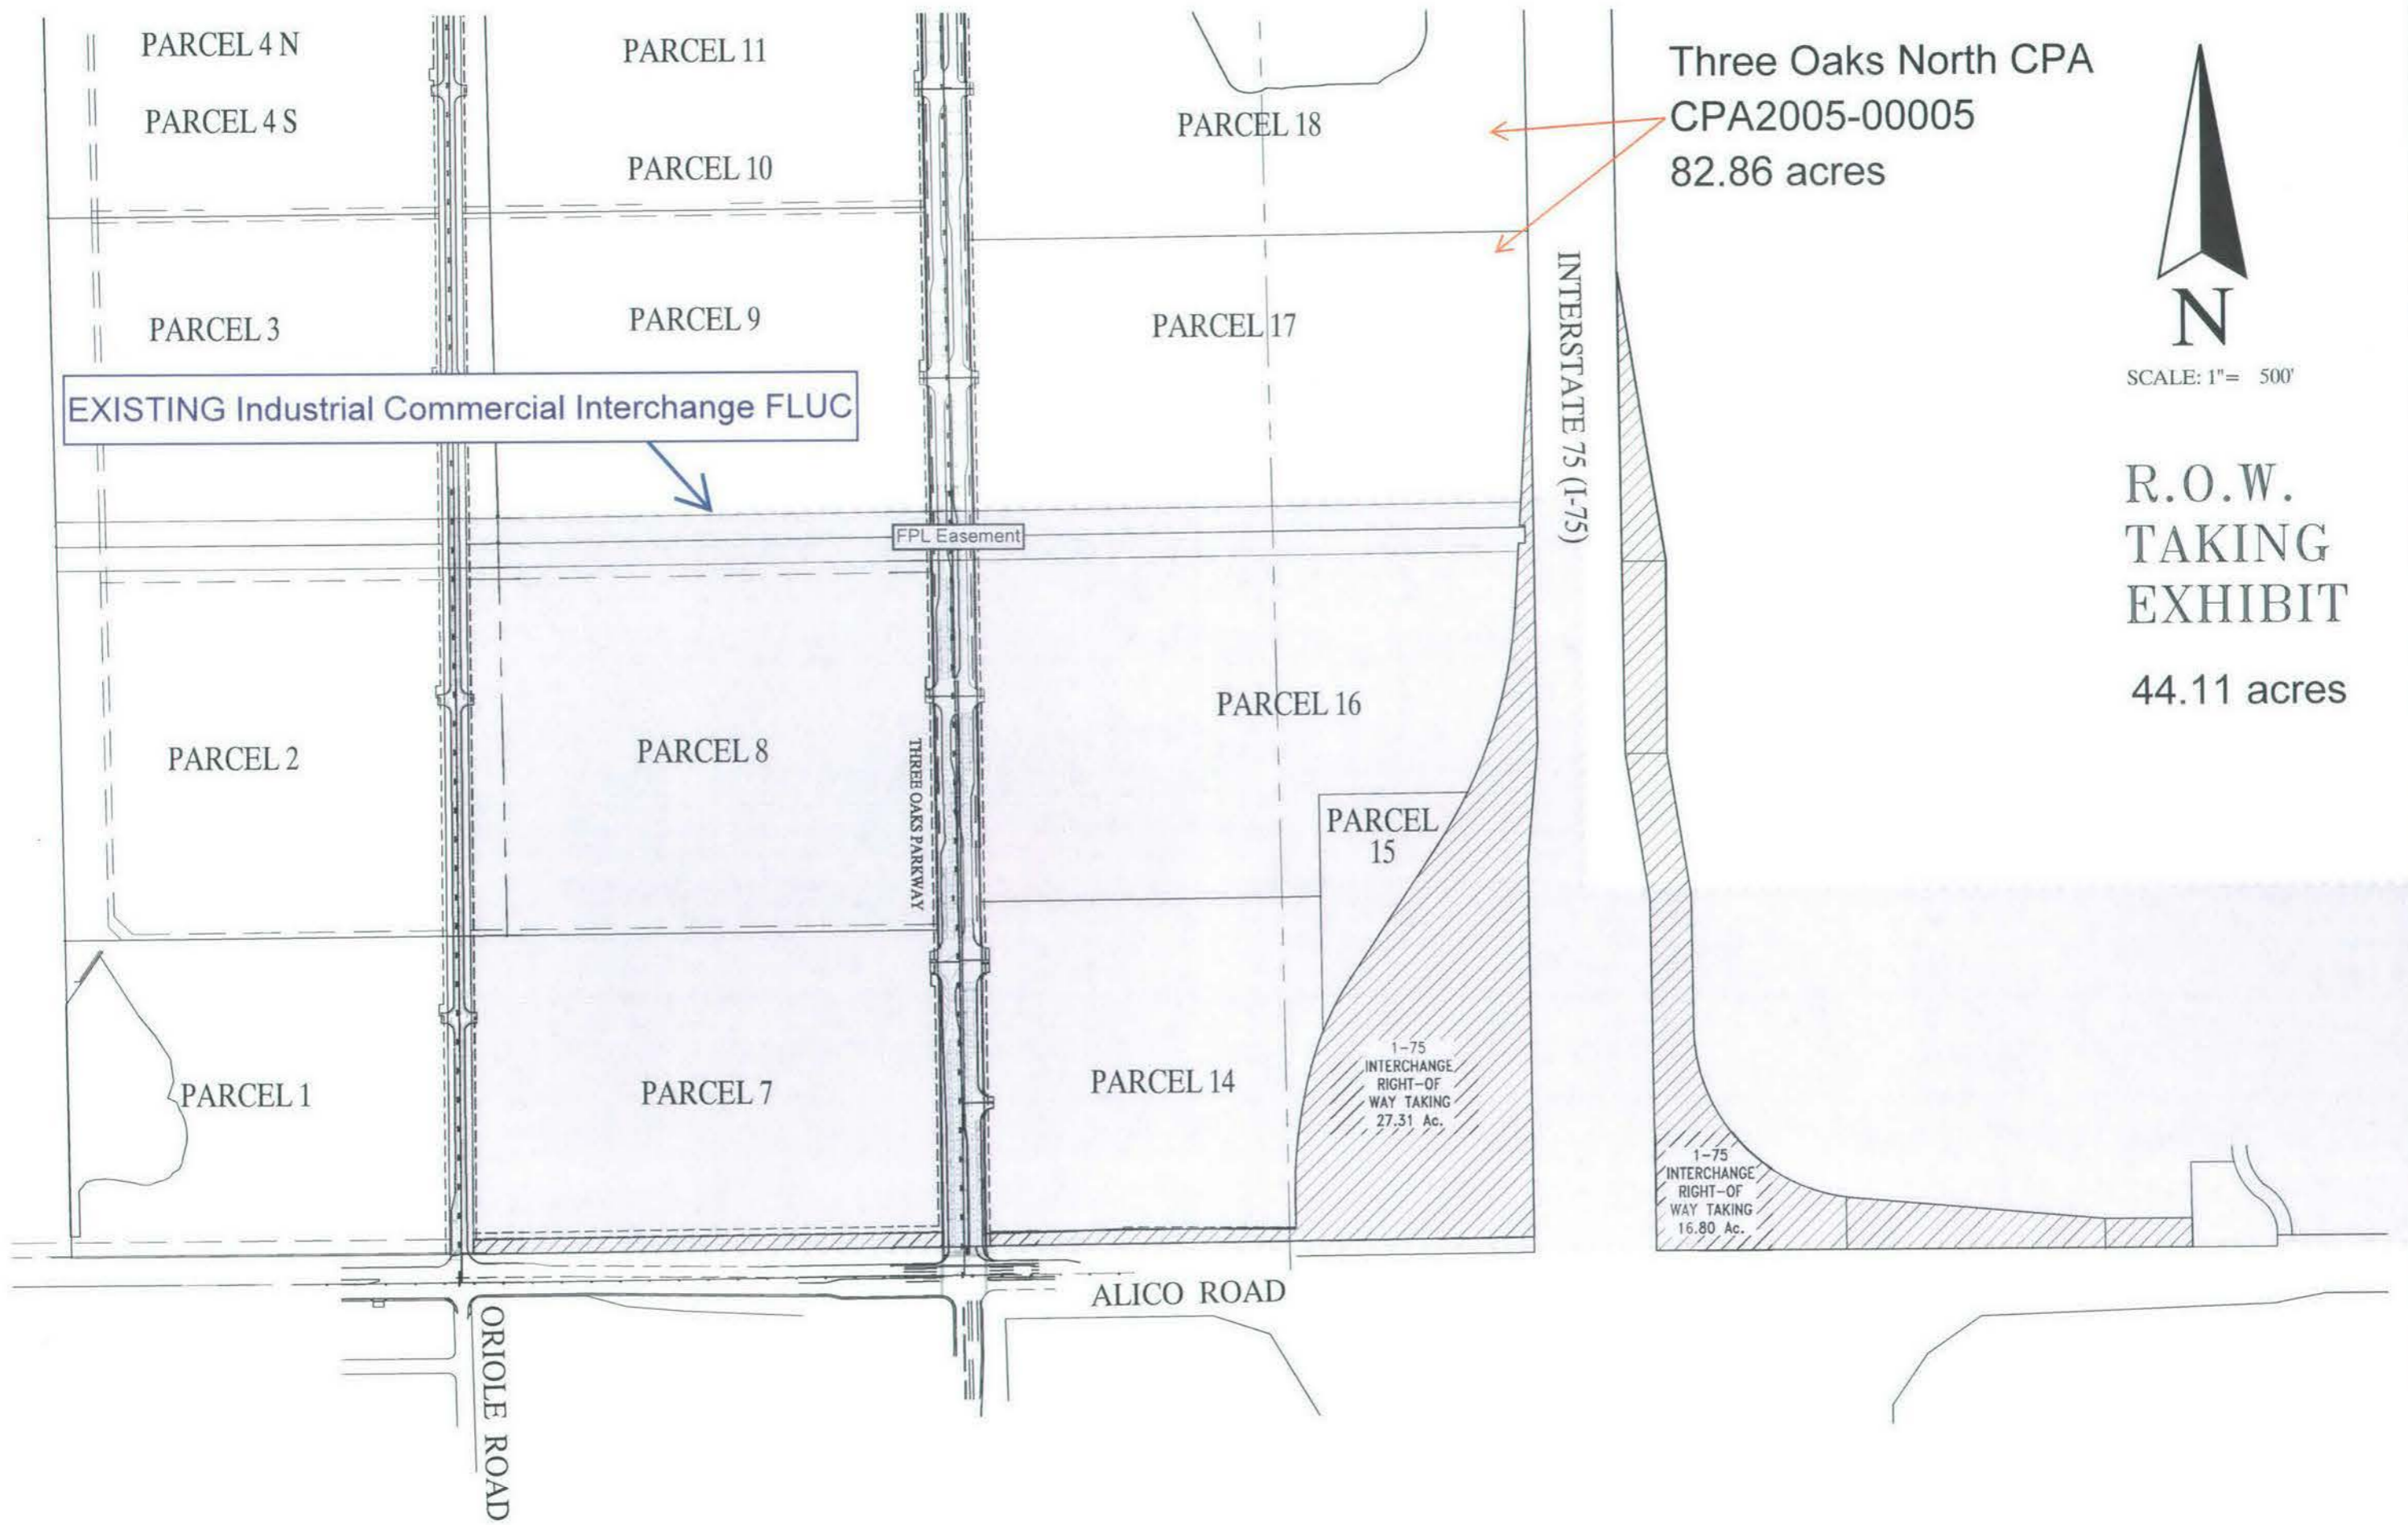 PARCEL 4 N
PARCEL 4 S
PARCEL 11
PARCEL 10
PARCEL 18
Three Oaks North CPA
CPA2005-00005
82.86 acres
N
SCALE: 1"= 500'
R.O.W.
TAKING
EXHIBIT
44.11 acres
PARCEL 3
PARCEL 9
PARCEL 17
INTERSTATE 75 (I-75)
EXISTING Industrial Commercial Interchange FLUC
FPL Easement
PARCEL 2
PARCEL 8
THREE OAKS PARKWAY
PARCEL 16
PARCEL
15
PARCEL 1
PARCEL 7
PARCEL 14
1-75
INTERCHANGE
RIGHT-OF
WAY TAKING
27.31 Ac.
1-75
INTERCHANGE
RIGHT-OF
WAY TAKING
16.80 Ac.
ALICO ROAD
ORIOLE ROAD